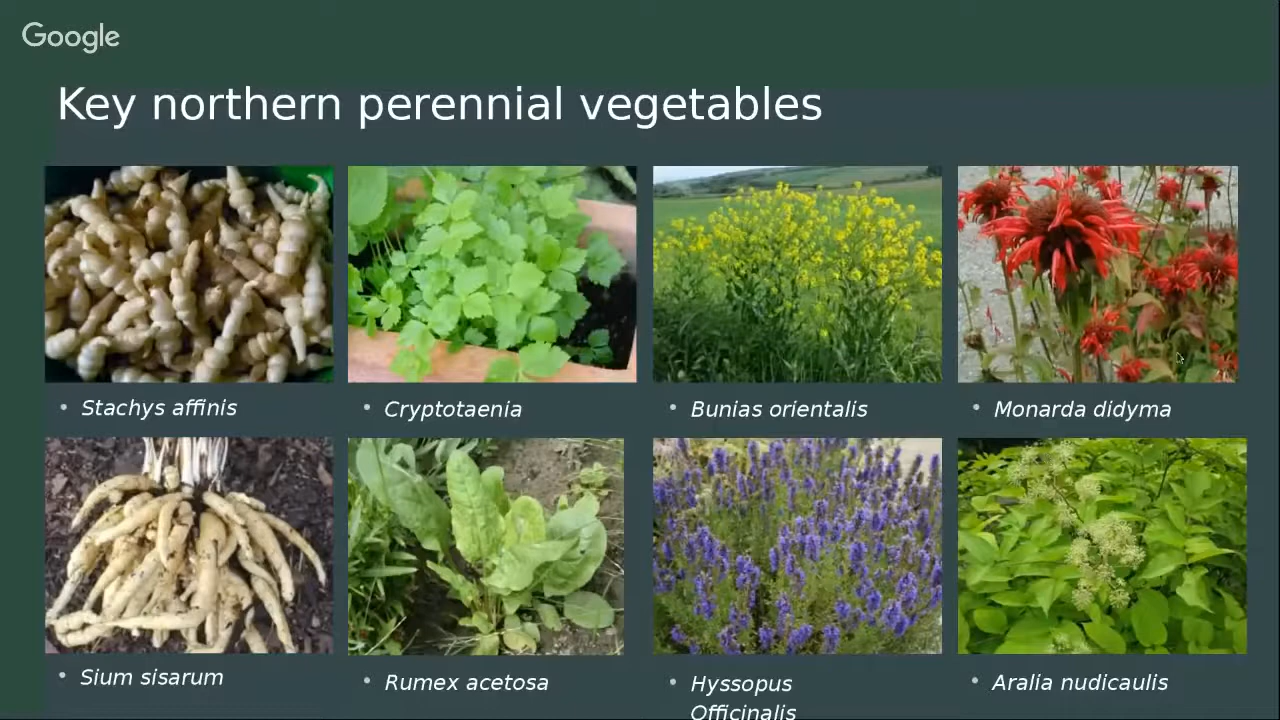 Google
Key northern perennial vegetables
• Stachys affinis
• Cryptotaenia
• Bunias orientalis
• Monarda didyma
• Sium sisarum
• Rumex acetosa
• Hyssopus
Officinalis
• Aralia nudicaulis